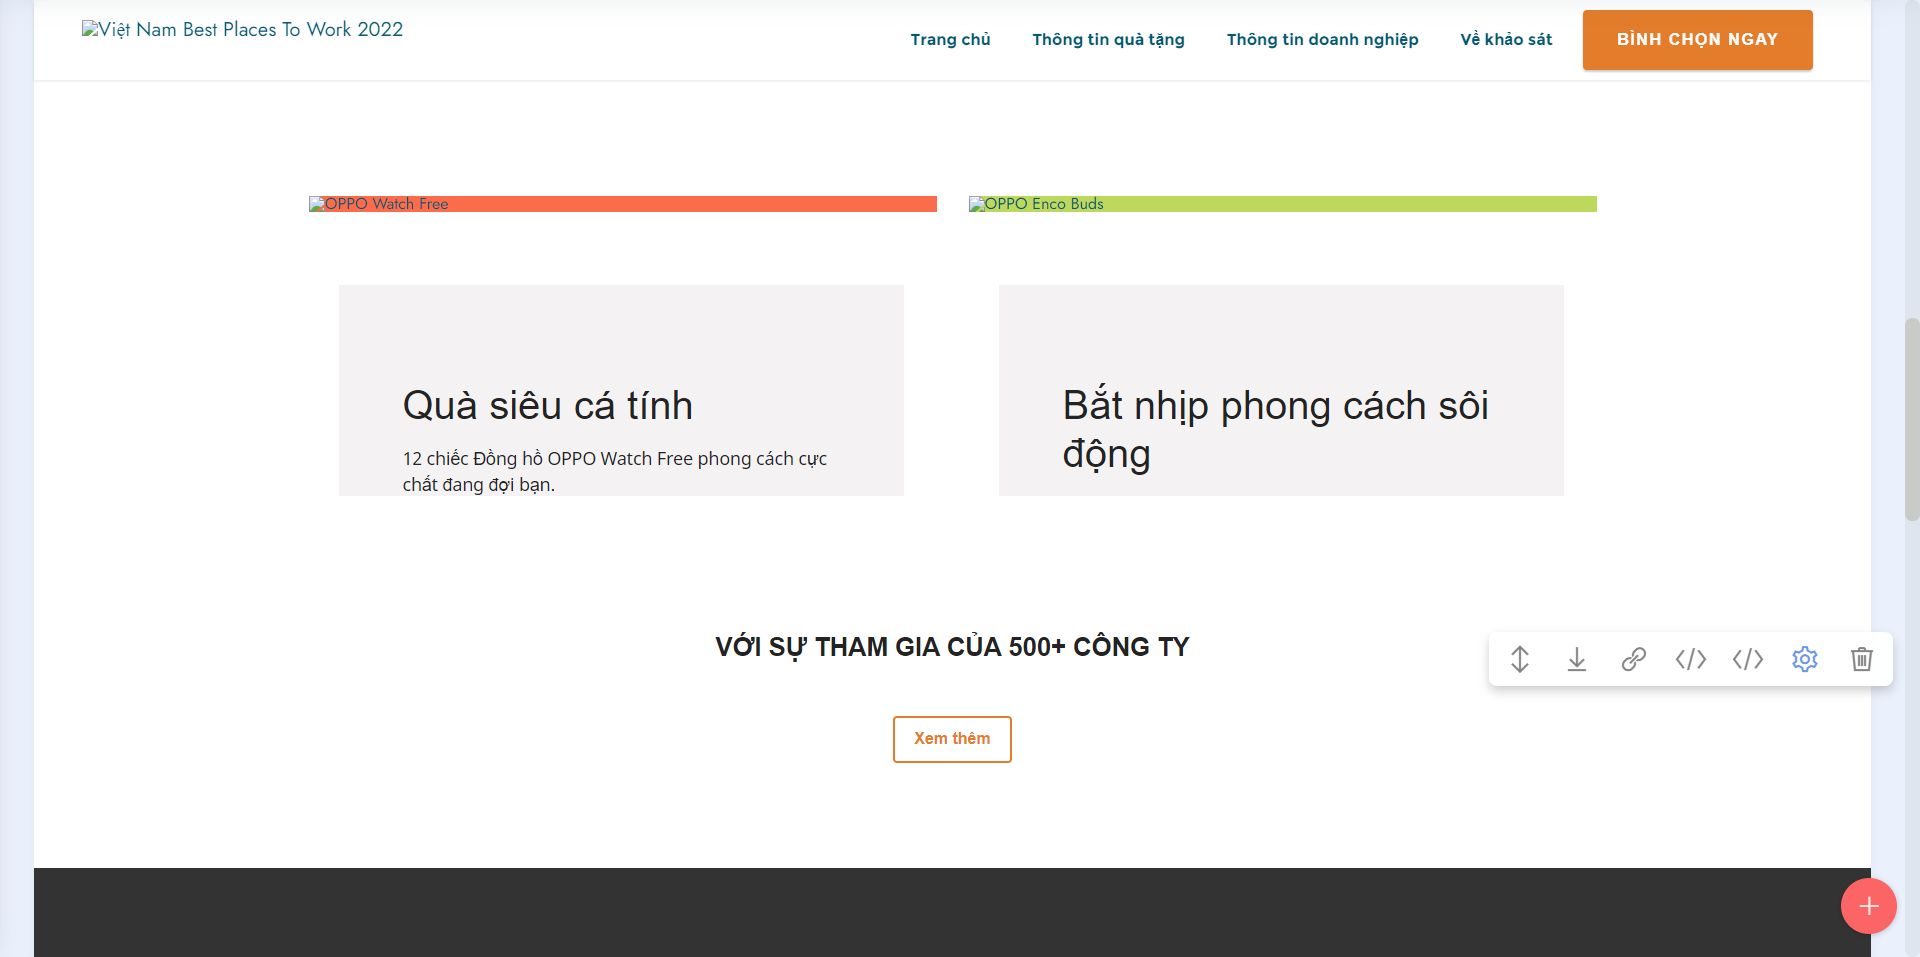 Việt Nam Best Places To Work 2022
Trang chủ
Thông tin quà tặng
Thông tin doanh nghiệp
Về khảo sát
BÌNH CHỌN NGAY
OPPO Watch Free
OPPO Enco Buds
Quà siêu cá tính
12 chiếc Đồng hồ OPPO Watch Free phong cách cực
chất đang đợi bạn.
Bắt nhịp phong cách sôi
động
VỚI SỰ THAM GIA CỦA 500+ CÔNG TY
Xem thêm